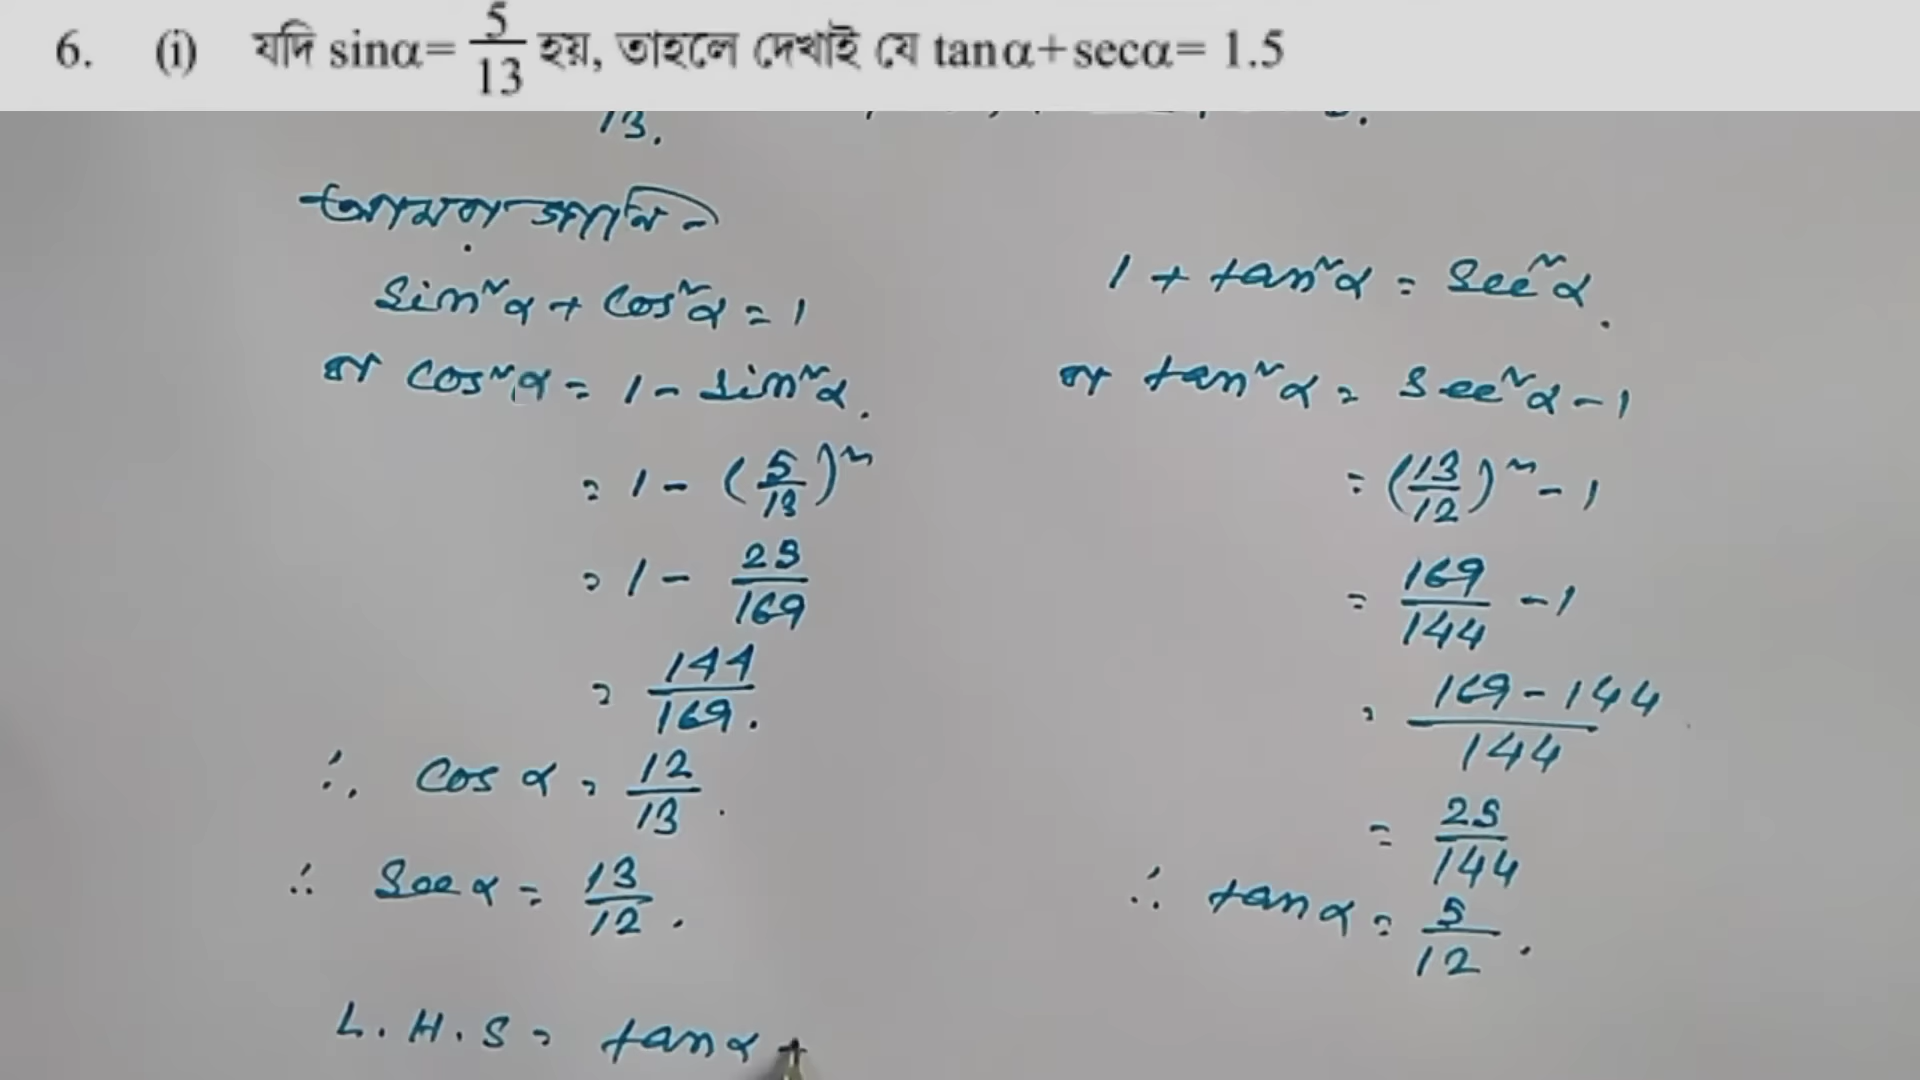 6. (i) যদি sinα= 5/13 হয়, তাহলে দেখাই যে tanα+secα= 1.5
13.
আমরা জানি -
sin²α + cos²α = 1
বা cos²α = 1 - sin²α.
= 1 - (5/13)²
= 1 - 25/169
= 144/169.
∴ cos α = 12/13.
∴ sec α = 13/12.
L.H.S = tan α +
1 + tan²α = sec²α.
বা tan²α = sec²α - 1
= (13/12)² - 1
= 169/144 - 1
= 169 - 144/144
= 25/144
∴ tan α = 5/12.